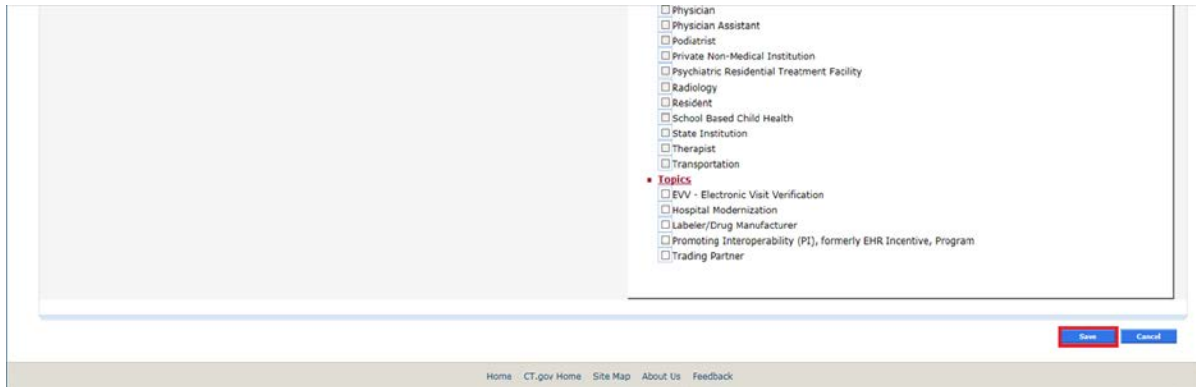 Physician
Physician Assistant
Podiatrist
Private Non-Medical Institution
Psychiatric Residential Treatment Facility
Radiology
Resident
School Based Child Health
State Institution
Therapist
Transportation
Topics
EVV - Electronic Visit Verification
Hospital Modernization
Labeler/Drug Manufacturer
Promoting Interoperability (PI), formerly EHR Incentive, Program
Trading Partner
Save Cancel
Home CT.gov Home Site Map About Us Feedback